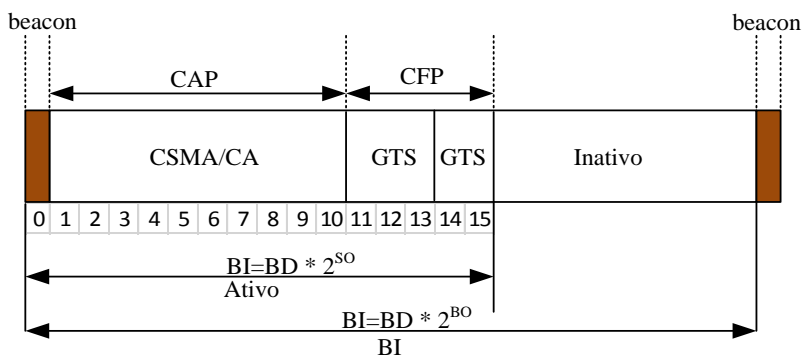 beacon beacon
CAP CFP
CSMA/CA GTS GTS Inativo
0 1 2 3 4 5 6 7 8 9 10 11 12 13 14 15
BI=BD * 2^SO
Ativo
BI=BD * 2^BO
BI